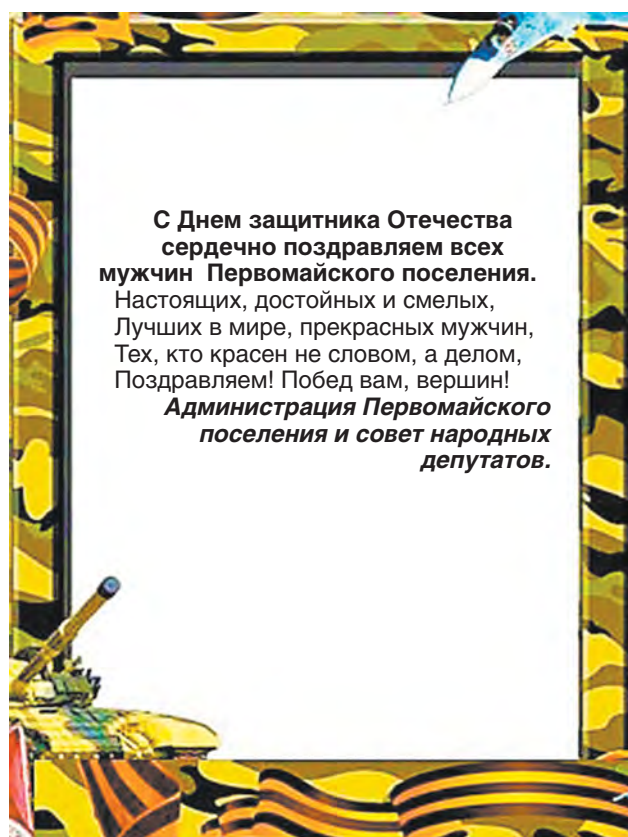 С Днем защитника Отечества
сердечно поздравляем всех
мужчин Первомайского поселения.
Настоящих, достойных и смелых,
Лучших в мире, прекрасных мужчин,
Тех, кто красен не словом, а делом,
Поздравляем! Побед вам, вершин!
Администрация Первомайского
поселения и совет народных
депутатов.